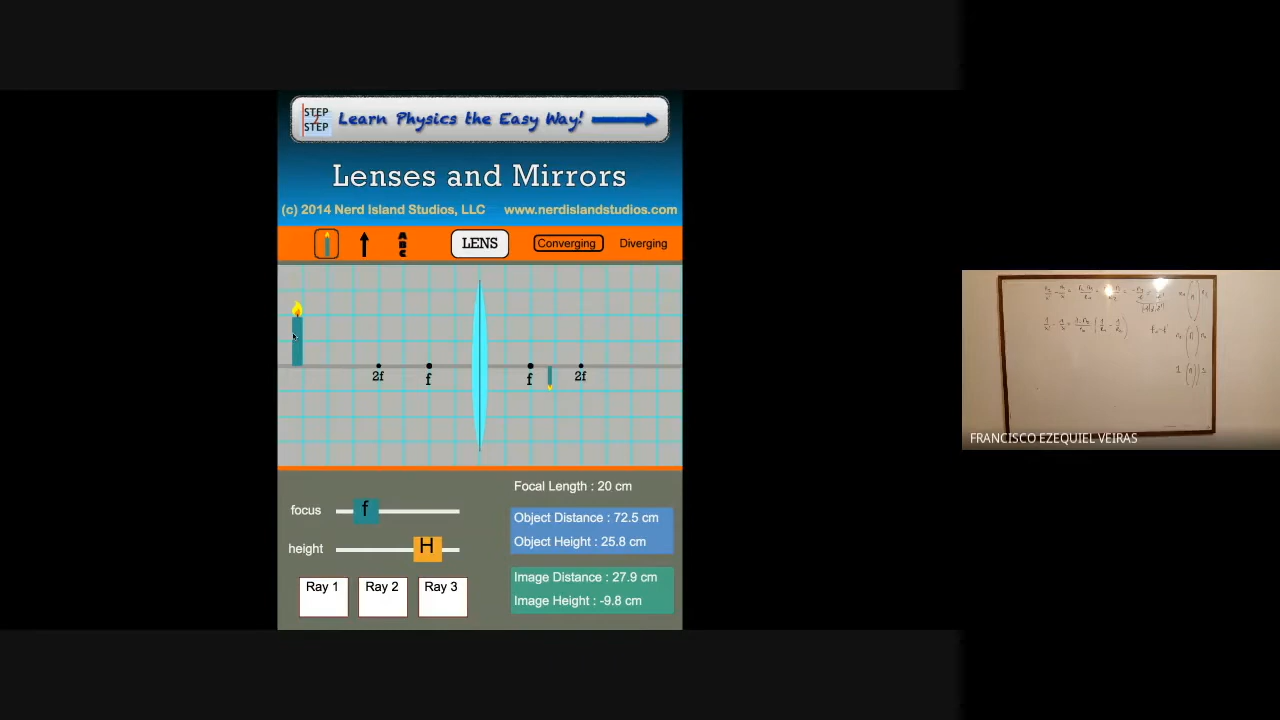 STEP
STEP
Learn Physics the Easy Way!
Lenses and Mirrors
(c) 2014 Nerd Island Studios, LLC www.nerdislandstudios.com
A
B
C
LENS
Converging
Diverging
2f
f
f
2f
Focal Length : 20 cm
focus
f
Object Distance : 72.5 cm
Object Height : 25.8 cm
height
H
Image Distance : 27.9 cm
Image Height : -9.8 cm
Ray 1
Ray 2
Ray 3
FRANCISCO EZEQUIEL VEIRAS